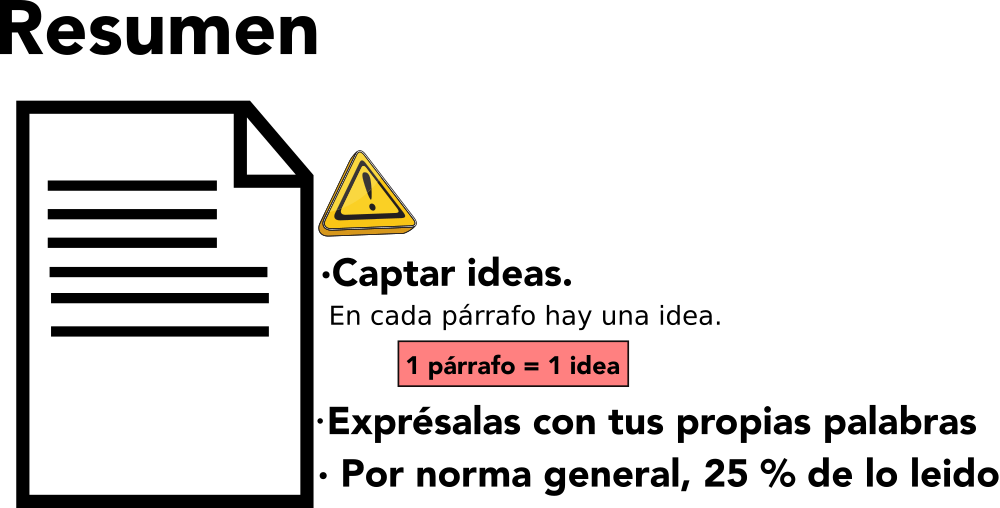 Resumen
·Captar ideas.
En cada párrafo hay una idea.
1 párrafo = 1 idea
·Exprésalas con tus propias palabras
· Por norma general, 25 % de lo leido